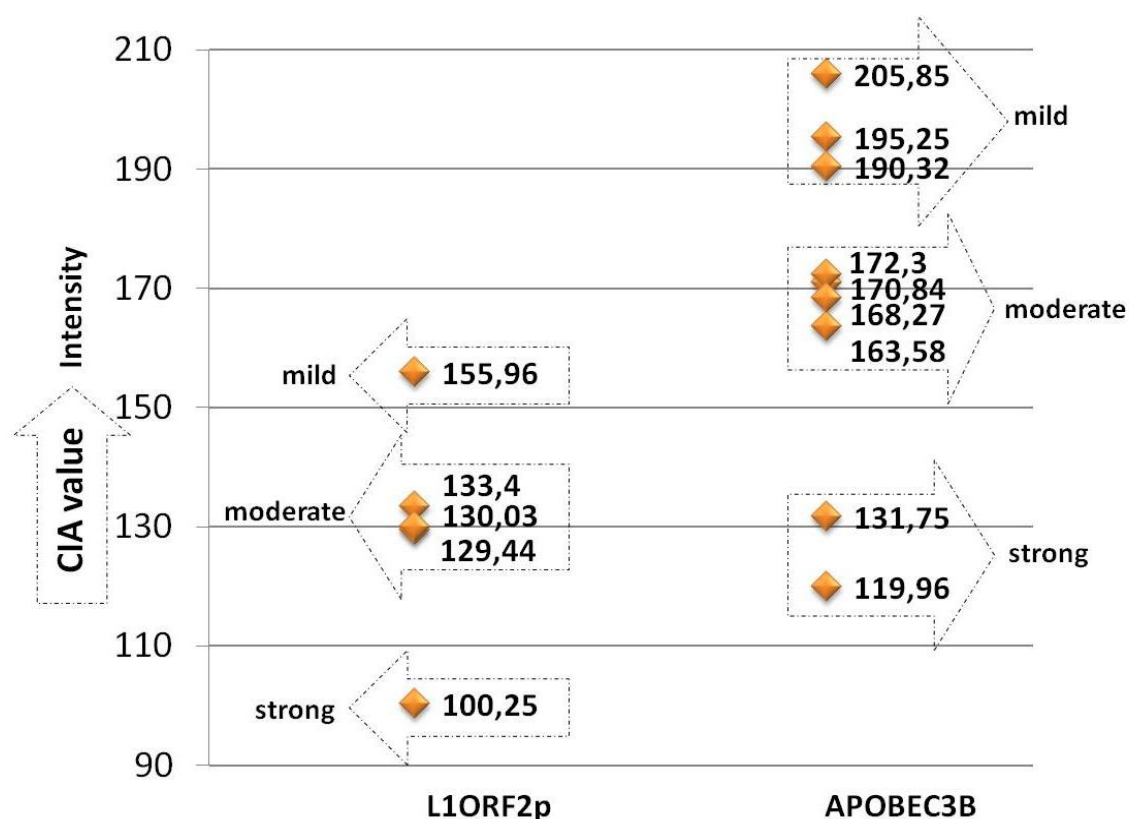 210
190
170
150
130
110
90
Intensity
CIA value
mild
155,96
moderate
133,4
130,03
129,44
strong
100,25
205,85
195,25
190,32
mild
172,3
170,84
168,27
163,58
moderate
131,75
119,96
strong
L1ORF2p
APOBEC3B